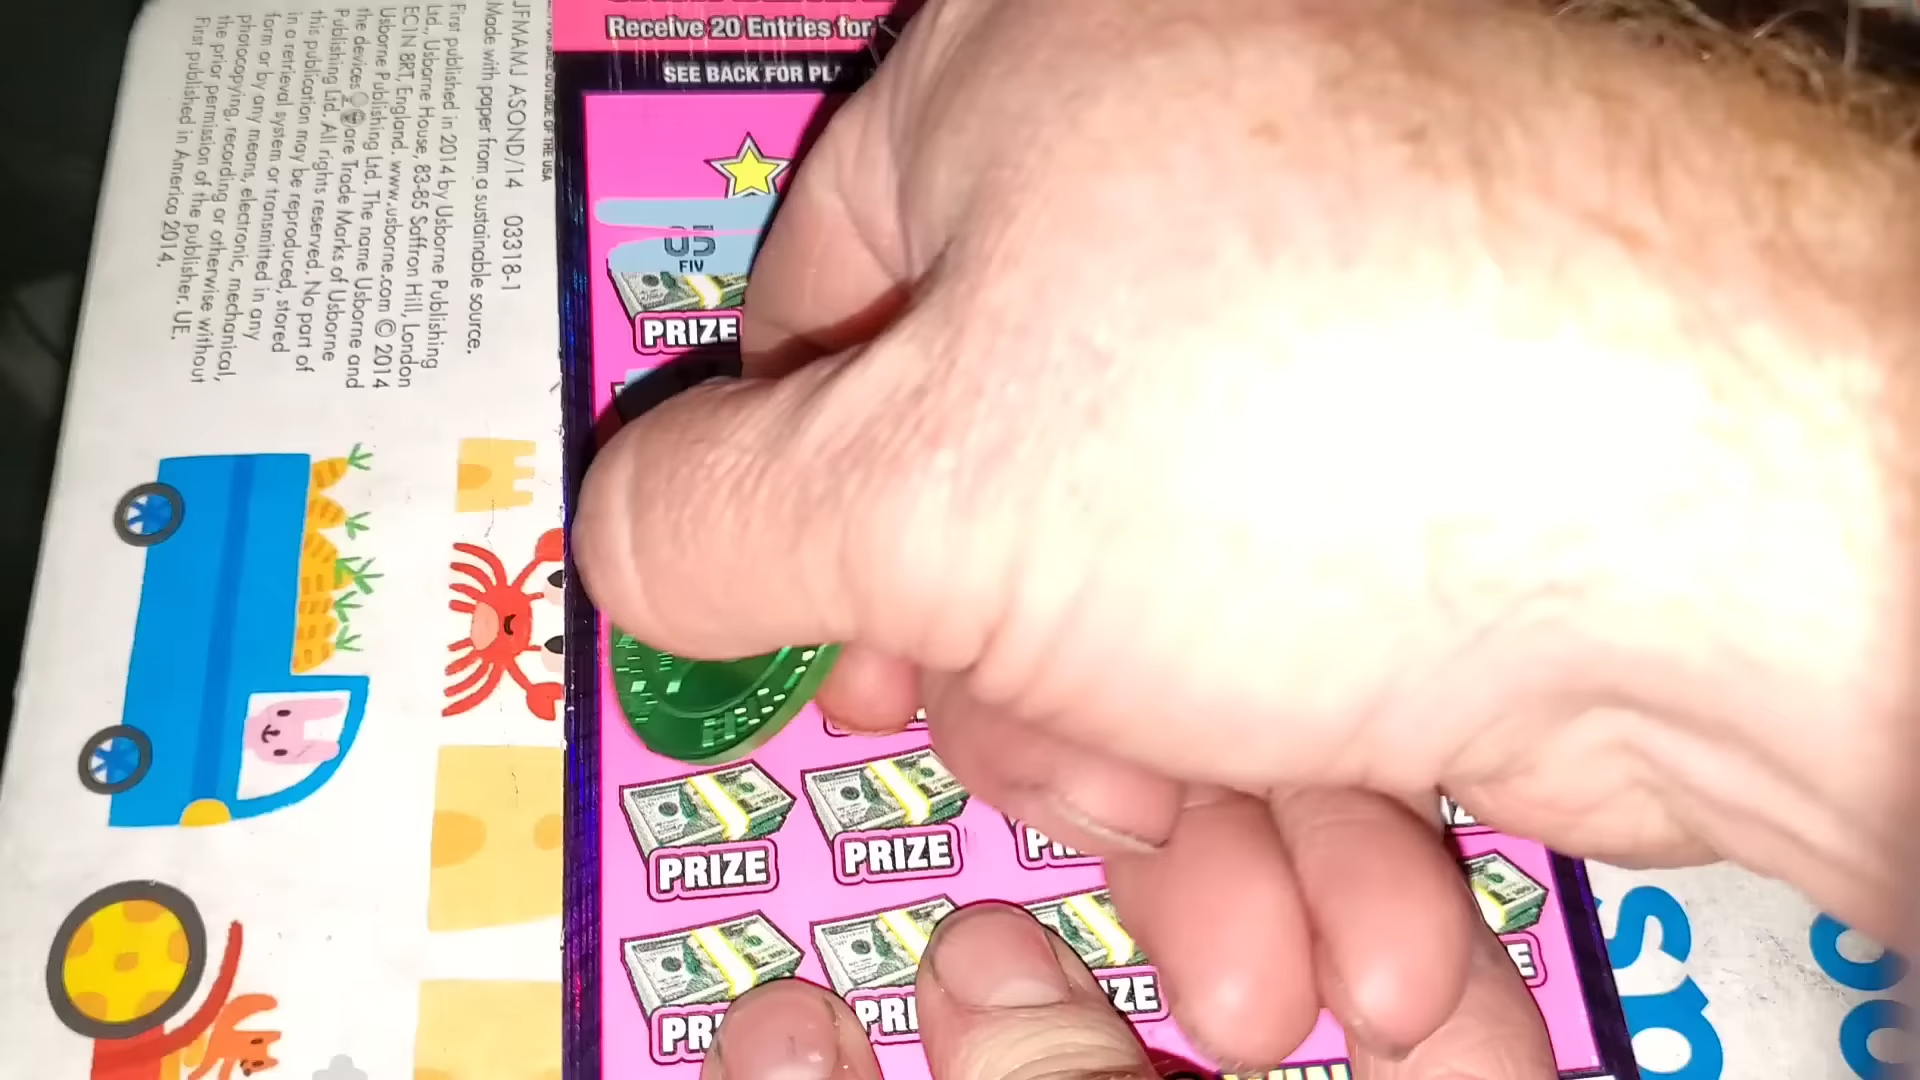 Receive 20 Entries for
SEE BACK FOR
FIV
PRIZE
PRIZE
PRIZE
WIN
OUTSIDE OF THE USA
JFMAMJ ASOND/14 03318-1
Made with paper from a sustainable source.
First published in 2014 by Usborne Publishing
Ltd., Usborne House, 83-85 Saffron Hill, London
EC1N 8RT, England. www.usborne.com © 2014
Usborne Publishing Ltd. The name Usborne and
the devices are Trade Marks of Usborne
Publishing Ltd. All rights reserved. No part of
this publication may be reproduced, stored
in a retrieval system or transmitted in any
form or by any means, electronic, mechanical,
photocopying, recording or otherwise without
the prior permission of the publisher. UE.
First published in America 2014.